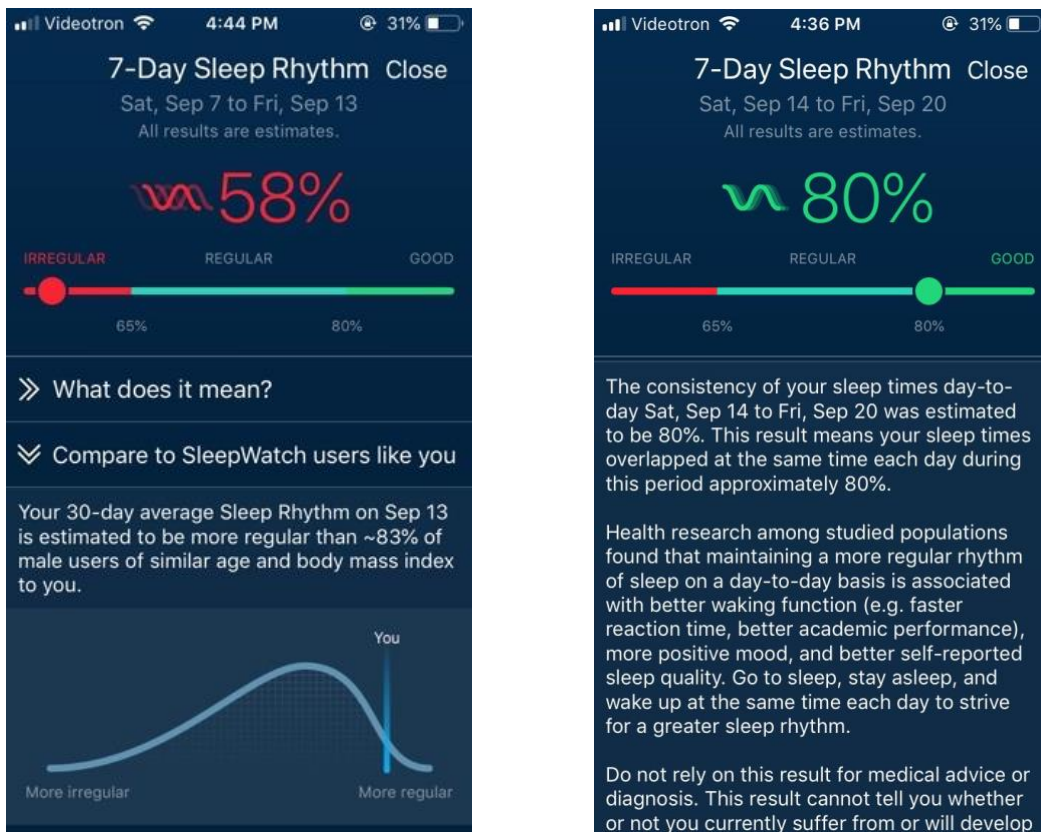 Videotron 4:44 PM 31%
7-Day Sleep Rhythm Close
Sat, Sep 7 to Fri, Sep 13
All results are estimates.
58%
IRREGULAR REGULAR GOOD
65% 80%
What does it mean?
Compare to SleepWatch users like you
Your 30-day average Sleep Rhythm on Sep 13
is estimated to be more regular than ~83% of
male users of similar age and body mass index
to you.
You
More irregular More regular
Videotron 4:36 PM 31%
7-Day Sleep Rhythm Close
Sat, Sep 14 to Fri, Sep 20
All results are estimates.
80%
IRREGULAR REGULAR GOOD
65% 80%
The consistency of your sleep times day-to-
day Sat, Sep 14 to Fri, Sep 20 was estimated
to be 80%. This result means your sleep times
overlapped at the same time each day during
this period approximately 80%.
Health research among studied populations
found that maintaining a more regular rhythm
of sleep on a day-to-day basis is associated
with better waking function (e.g. faster
reaction time, better academic performance),
more positive mood, and better self-reported
sleep quality. Go to sleep, stay asleep, and
wake up at the same time each day to strive
for a greater sleep rhythm.
Do not rely on this result for medical advice or
diagnosis. This result cannot tell you whether
or not you currently suffer from or will develop